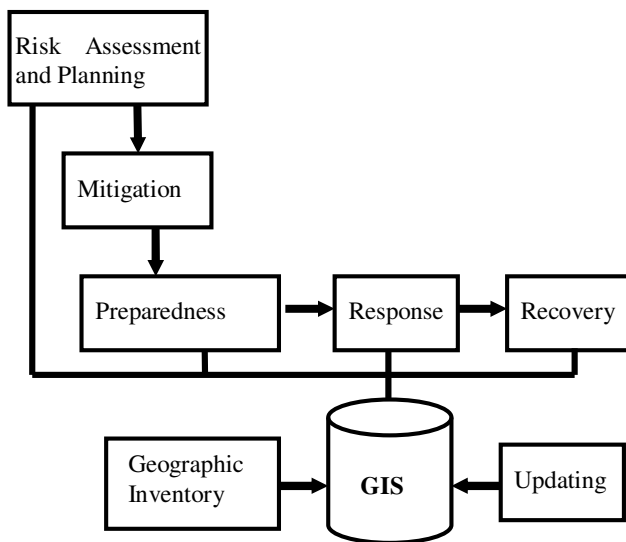 Risk Assessment
and Planning
Mitigation
Preparedness
Response
Recovery
Geographic
Inventory
GIS
Updating